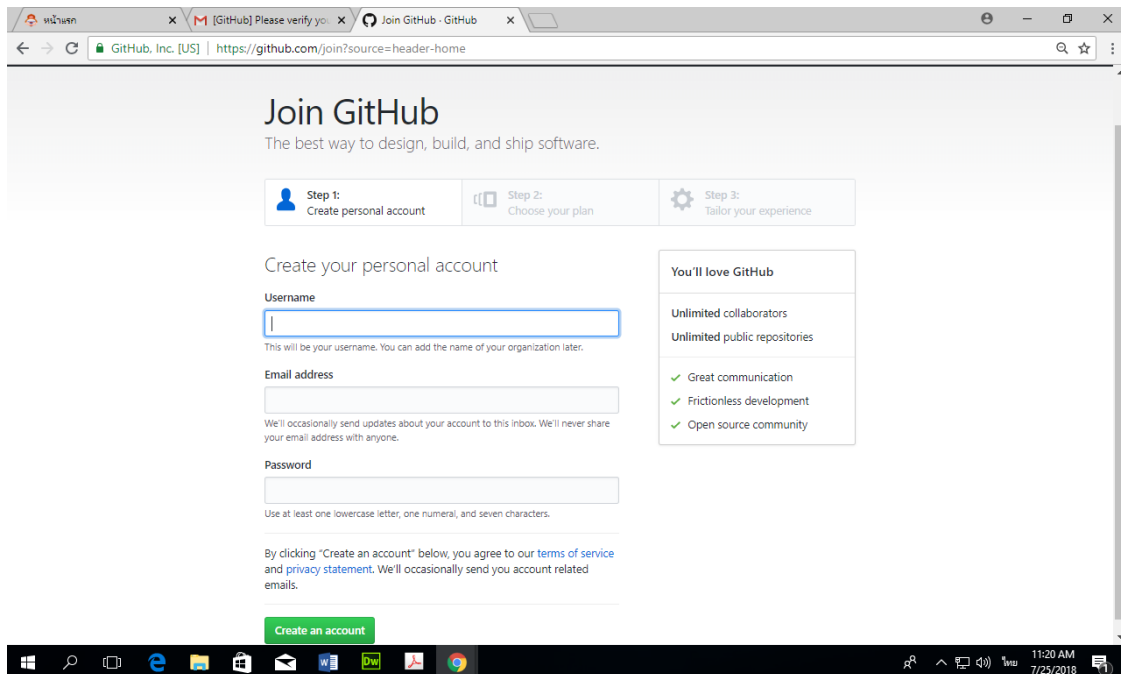 หน้าแรก
[GitHub] Please verify you
Join GitHub · GitHub
GitHub, Inc. [US] | https://github.com/join?source=header-home
Join GitHub
The best way to design, build, and ship software.
Step 1:
Create personal account
Step 2:
Choose your plan
Step 3:
Tailor your experience
Create your personal account
Username
This will be your username. You can add the name of your organization later.
Email address
We'll occasionally send updates about your account to this inbox. We'll never share
your email address with anyone.
Password
Use at least one lowercase letter, one numeral, and seven characters.
By clicking "Create an account" below, you agree to our terms of service
and privacy statement. We'll occasionally send you account related
emails.
Create an account
You'll love GitHub
Unlimited collaborators
Unlimited public repositories
Great communication
Frictionless development
Open source community
Dw
ไทย
11:20 AM
7/25/2018
1